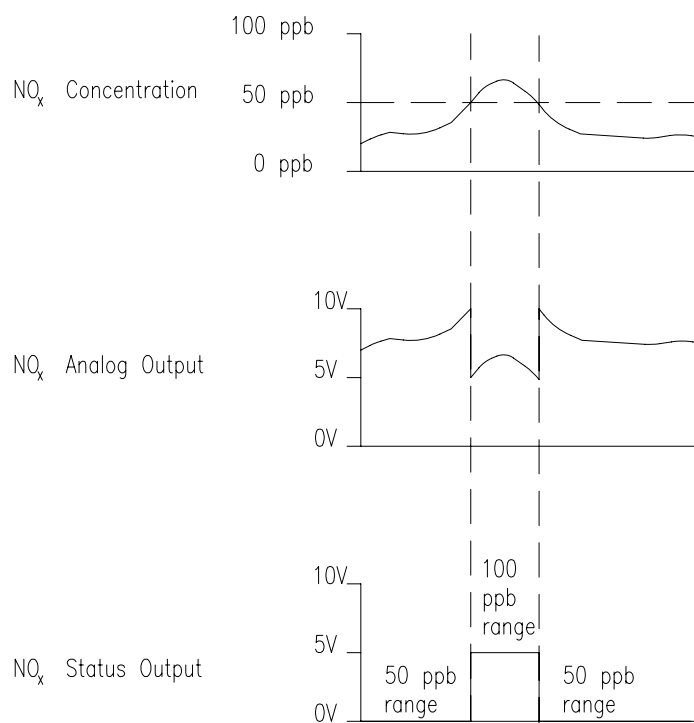 100 ppb
NOx Concentration
50 ppb
0 ppb
10V
NOx Analog Output
5V
0V
10V
100
ppb
range
5V
NOx Status Output
50 ppb
range
50 ppb
range
0V